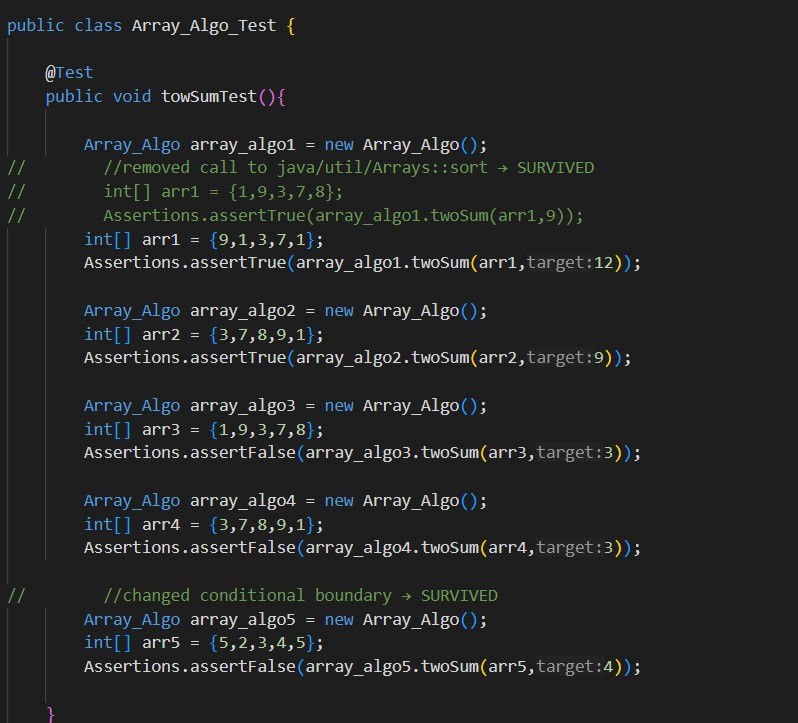 public class Array_Algo_Test {
@Test
public void towSumTest(){
Array_Algo array_algo1 = new Array_Algo();
// //removed call to java/util/Arrays::sort → SURVIVED
// int[] arr1 = {1,9,3,7,8};
// Assertions.assertTrue(array_algo1.twoSum(arr1,9));
int[] arr1 = {9,1,3,7,1};
Assertions.assertTrue(array_algo1.twoSum(arr1,target:12));
Array_Algo array_algo2 = new Array_Algo();
int[] arr2 = {3,7,8,9,1};
Assertions.assertTrue(array_algo2.twoSum(arr2,target:9));
Array_Algo array_algo3 = new Array_Algo();
int[] arr3 = {1,9,3,7,8};
Assertions.assertFalse(array_algo3.twoSum(arr3,target:3));
Array_Algo array_algo4 = new Array_Algo();
int[] arr4 = {3,7,8,9,1};
Assertions.assertFalse(array_algo4.twoSum(arr4,target:3));
// //changed conditional boundary → SURVIVED
Array_Algo array_algo5 = new Array_Algo();
int[] arr5 = {5,2,3,4,5};
Assertions.assertFalse(array_algo5.twoSum(arr5,target:4));
}